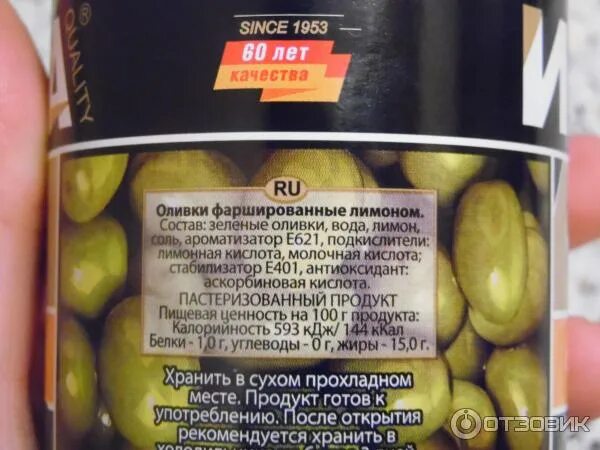 ® QUALITY
SINCE 1953
60 лет
качества
RU
Оливки фаршированные лимоном.
Состав: зеленые оливки, вода, лимон,
соль, ароматизатор Е621, подкислители:
лимонная кислота, молочная кислота;
стабилизатор Е401, антиоксидант:
аскорбиновая кислота.
ПАСТЕРИЗОВАННЫЙ ПРОДУКТ
Пищевая ценность на 100 г продукта:
Калорийность 593 кДж/ 144 кКал
Белки - 1,0 г, углеводы - 0 г, жиры - 15,0 г.
Хранить в сухом прохладном
месте. Продукт готов к
употреблению. После открытия
рекомендуется хранить в
ОТЗОВИК